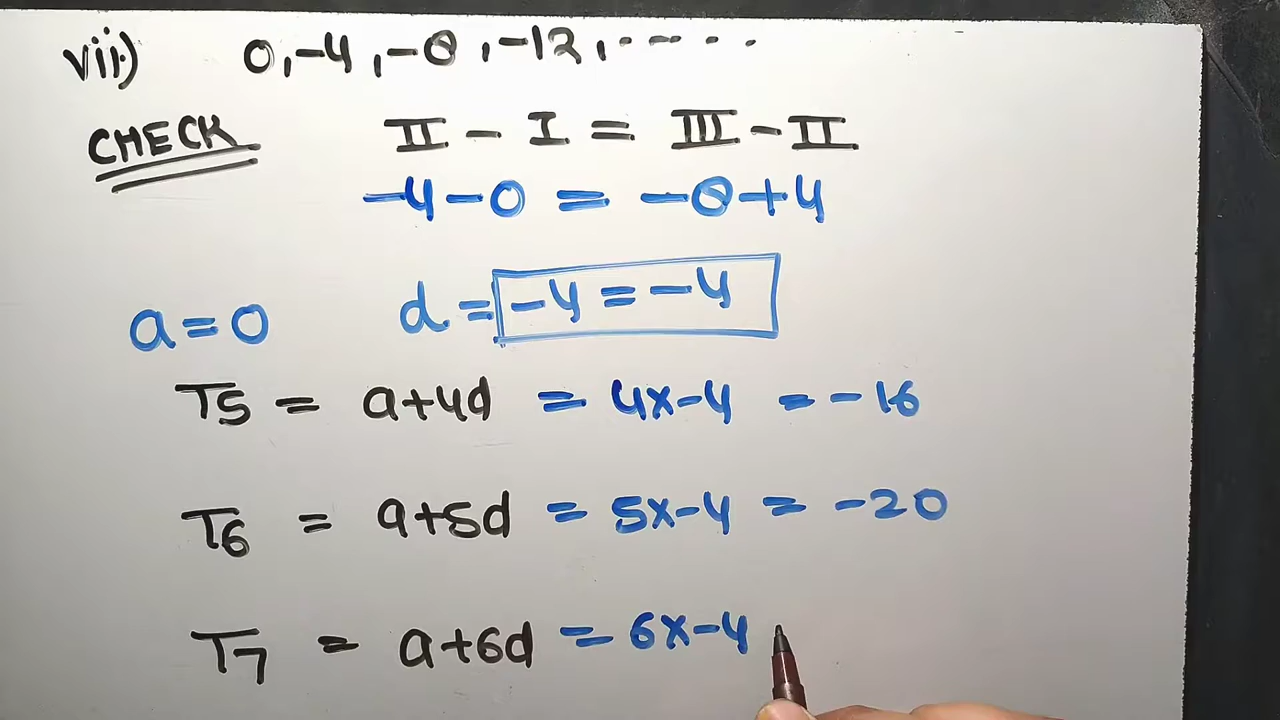 vii) 0, -4, -8, -12, .....
CHECK II - I = III - II
-4 - 0 = -8 + 4
a = 0 d = -4 = -4
T5 = a+4d = 4x-4 = -16
T6 = a+5d = 5x-4 = -20
T7 = a+6d = 6x-4